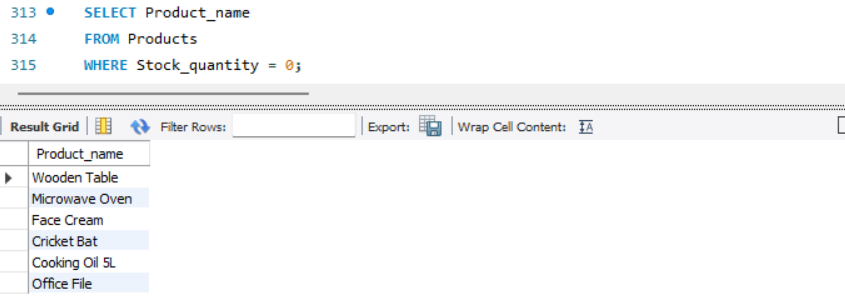 313 SELECT Product_name
314 FROM Products
315 WHERE Stock_quantity = 0;
Result Grid Filter Rows: Export: Wrap Cell Content: IA
Product_name
Wooden Table
Microwave Oven
Face Cream
Cricket Bat
Cooking Oil 5L
Office File